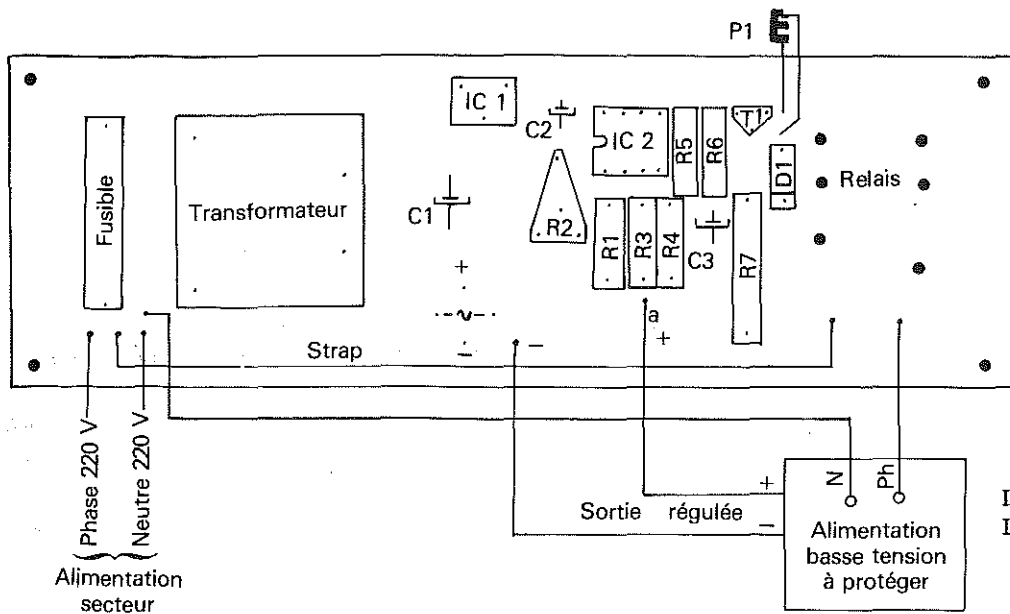 P1
IC 1
C2
IC 2
R5
R6
T1
D1
Relais
Fusible
Transformateur
C1
R2
R1
R3
R4
C3
R7
+
~
-
-
a
+
Strap
Phase 220 V
Neutre 220 V
Alimentation
secteur
Sortie régulée
+
-
N
Ph
Alimentation
basse tension
à protéger